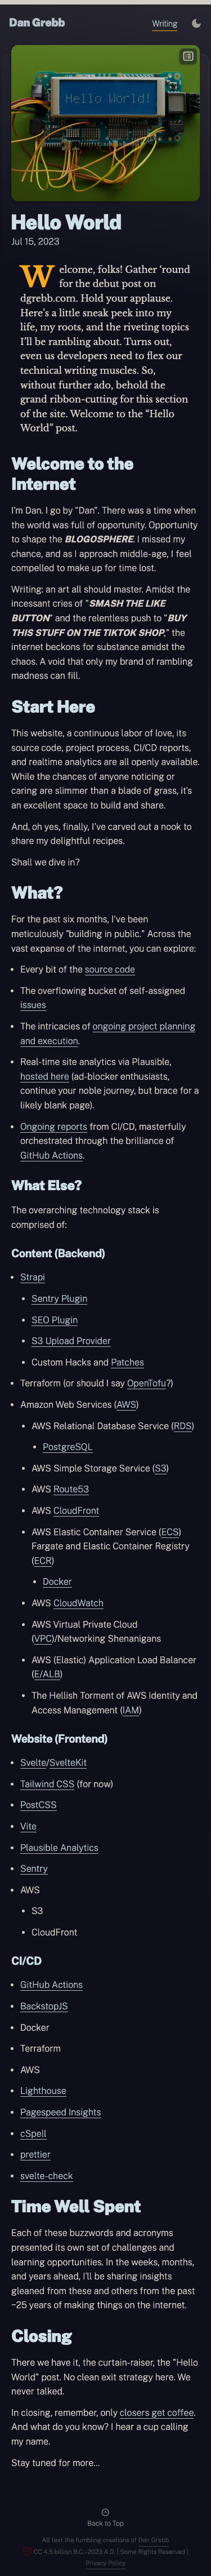 Dan Grebb
Writing
Hello World!
Hello World
Jul 15, 2023
Welcome, folks! Gather ‘round
for the debut post on
dgrebb.com. Hold your applause.
Here’s a little sneak peek into my
life, my roots, and the riveting topics
I’ll be rambling about. Turns out,
even us developers need to flex our
technical writing muscles. So,
without further ado, behold the
grand ribbon-cutting for this section
of the site. Welcome to the “Hello
World” post.
Welcome to the
Internet
I’m Dan. I go by "Dan". There was a time when
the world was full of opportunity. Opportunity
to shape the BLOGOSPHERE. I missed my
chance, and as I approach middle-age, I feel
compelled to make up for time lost.
Writing: an art all should master. Amidst the
incessant cries of "SMASH THE LIKE
BUTTON" and the relentless push to "BUY
THIS STUFF ON THE TIKTOK SHOP," the
internet beckons for substance amidst the
chaos. A void that only my brand of rambling
madness can fill.
Start Here
This website, a continuous labor of love, its
source code, project process, CI/CD reports,
and realtime analytics are all openly available.
While the chances of anyone noticing or
caring are slimmer than a blade of grass, it’s
an excellent space to build and share.
And, oh yes, finally, I’ve carved out a nook to
share my delightful recipes.
Shall we dive in?
What?
For the past six months, I’ve been
meticulously "building in public." Across the
vast expanse of the internet, you can explore:
• Every bit of the source code
• The overflowing bucket of self-assigned
issues
• The intricacies of ongoing project planning
and execution.
• Real-time site analytics via Plausible,
hosted here (ad-blocker enthusiasts,
continue your noble journey, but brace for a
likely blank page).
• Ongoing reports from CI/CD, masterfully
orchestrated through the brilliance of
GitHub Actions.
What Else?
The overarching technology stack is
comprised of:
Content (Backend)
• Strapi
• Sentry Plugin
• SEO Plugin
• S3 Upload Provider
• Custom Hacks and Patches
• Terraform (or should I say OpenTofu?)
• Amazon Web Services (AWS)
• AWS Relational Database Service (RDS)
• PostgreSQL
• AWS Simple Storage Service (S3)
• AWS Route53
• AWS CloudFront
• AWS Elastic Container Service (ECS)
Fargate and Elastic Container Registry
(ECR)
• Docker
• AWS CloudWatch
• AWS Virtual Private Cloud
(VPC)/Networking Shenanigans
• AWS (Elastic) Application Load Balancer
(E/ALB)
• The Hellish Torment of AWS Identity and
Access Management (IAM)
Website (Frontend)
• Svelte/SvelteKit
• Tailwind CSS (for now)
• PostCSS
• Vite
• Plausible Analytics
• Sentry
• AWS
• S3
• CloudFront
CI/CD
• GitHub Actions
• BackstopJS
• Docker
• Terraform
• AWS
• Lighthouse
• Pagespeed Insights
• cSpell
• prettier
• svelte-check
Time Well Spent
Each of these buzzwords and acronyms
presented its own set of challenges and
learning opportunities. In the weeks, months,
and years ahead, I’ll be sharing insights
gleaned from these and others from the past
~25 years of making things on the internet.
Closing
There we have it, the curtain-raiser, the "Hello
World" post. No clean exit strategy here. We
never talked.
In closing, remember, only closers get coffee.
And what do you know? I hear a cup calling
my name.
Stay tuned for more...
Back to Top
All text the fumbling creations of Dan Grebb
CC 4.5 billion B.C.-2023 A.D. | Some Rights Reserved |
Privacy Policy